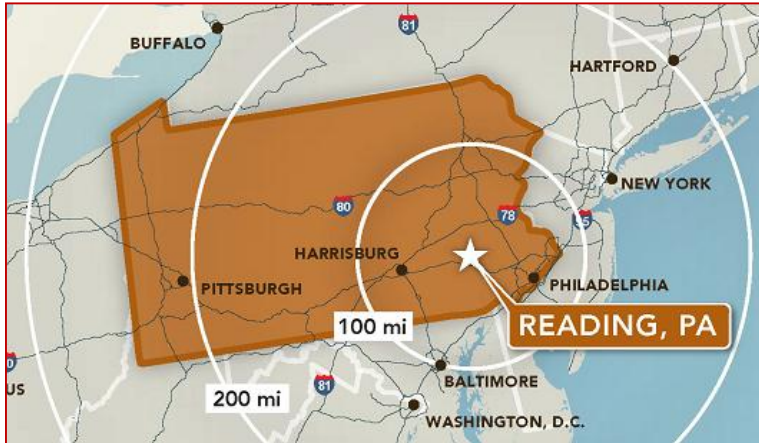 BUFFALO
81
HARTFORD
NEW YORK
80
78
95
HARRISBURG
PITTSBURGH
PHILADELPHIA
100 mi
READING, PA
BALTIMORE
81
200 mi
US
WASHINGTON, D.C.